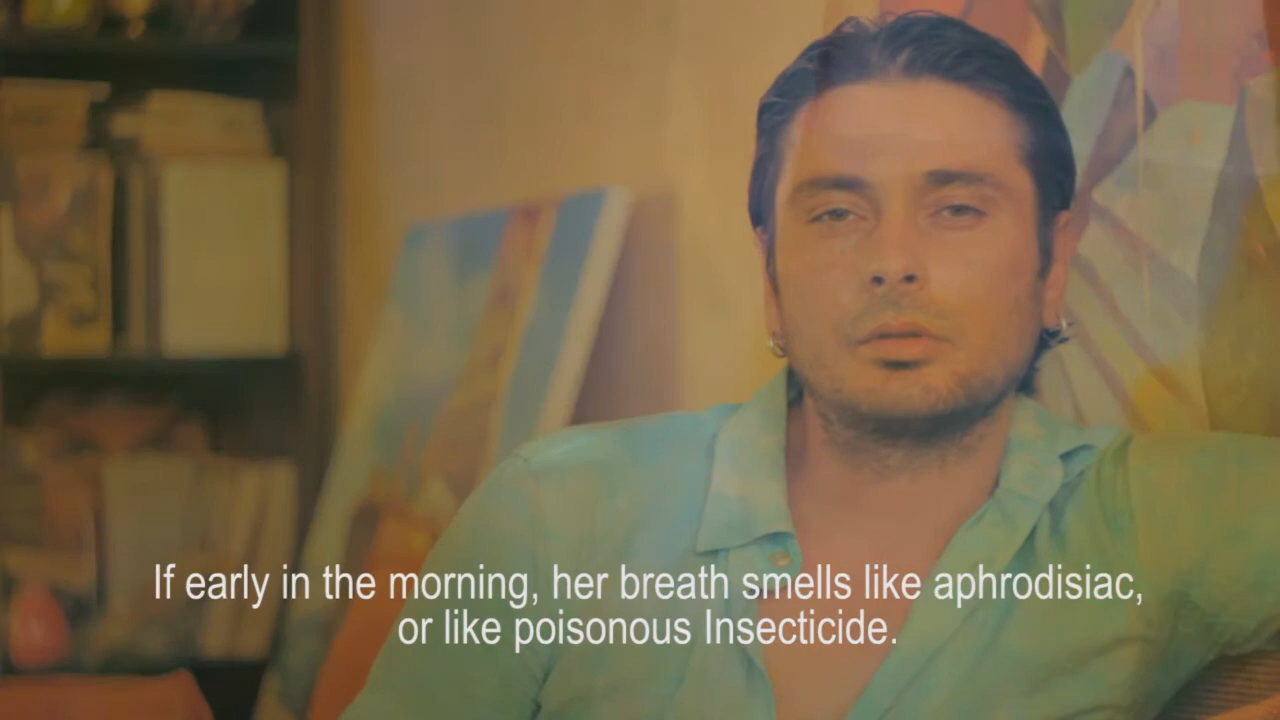 If early in the morning, her breath smells like aphrodisiac,
or like poisonous Insecticide.